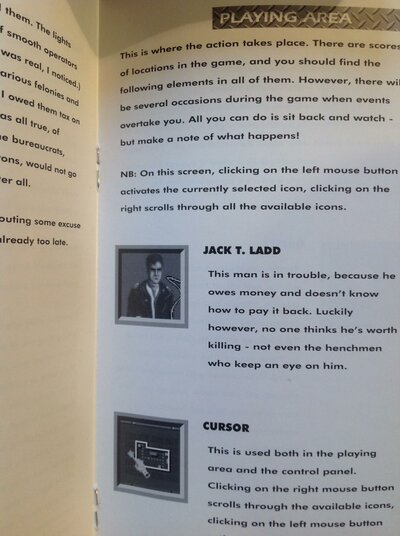 them. The lights
smooth operators
was real, I noticed.)
various felonies and
I owed them tax on
as all true, of
bureaucrats,
would not go
all.
outing some excuse
already too late.
PLAYING AREA
This is where the action takes place. There are scores
of locations in the game, and you should find the
following elements in all of them. However, there will
be several occasions during the game when events
overtake you. All you can do is sit back and watch -
but make a note of what happens!
NB: On this screen, clicking on the left mouse button
activates the currently selected icon, clicking on the
right scrolls through all the available icons.
JACK T. LADD
This man is in trouble, because he
owes money and doesn't know
how to pay it back. Luckily
however, no one thinks he's worth
killing - not even the henchmen
who keep an eye on him.
CURSOR
This is used both in the playing
area and the control panel.
Clicking on the right mouse button
scrolls through the available icons,
clicking on the left mouse button